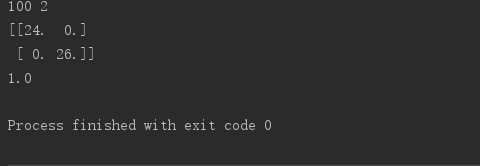 100 2
[[24.  0.]
 [ 0. 26.]]
1.0
Process finished with exit code 0